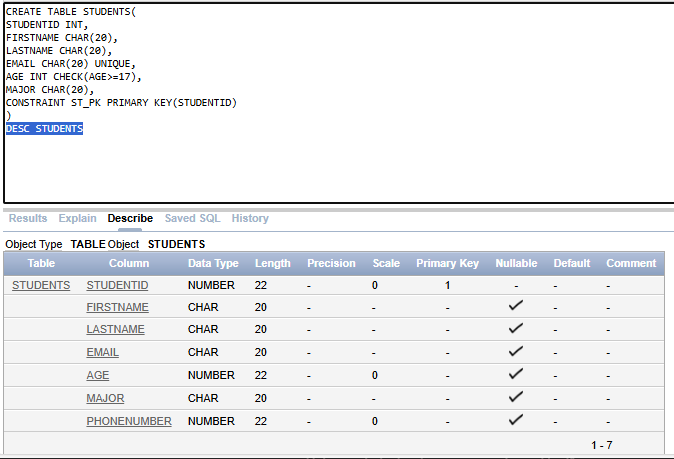 CREATE TABLE STUDENTS(
STUDENTID INT,
FIRSTNAME CHAR(20),
LASTNAME CHAR(20),
EMAIL CHAR(20) UNIQUE,
AGE INT CHECK(AGE>=17),
MAJOR CHAR(20),
CONSTRAINT ST_PK PRIMARY KEY(STUDENTID)
)
DESC STUDENTS
Results Explain Describe Saved SQL History
Object Type TABLE Object STUDENTS
Table Column Data Type Length Precision Scale Primary Key Nullable Default Comment
STUDENTS STUDENTID NUMBER 22 - 0 1 - - -
FIRSTNAME CHAR 20 - - - ✓ - -
LASTNAME CHAR 20 - - - ✓ - -
EMAIL CHAR 20 - - - ✓ - -
AGE NUMBER 22 - 0 - ✓ - -
MAJOR CHAR 20 - - - ✓ - -
PHONENUMBER NUMBER 22 - 0 - ✓ - -
1 - 7